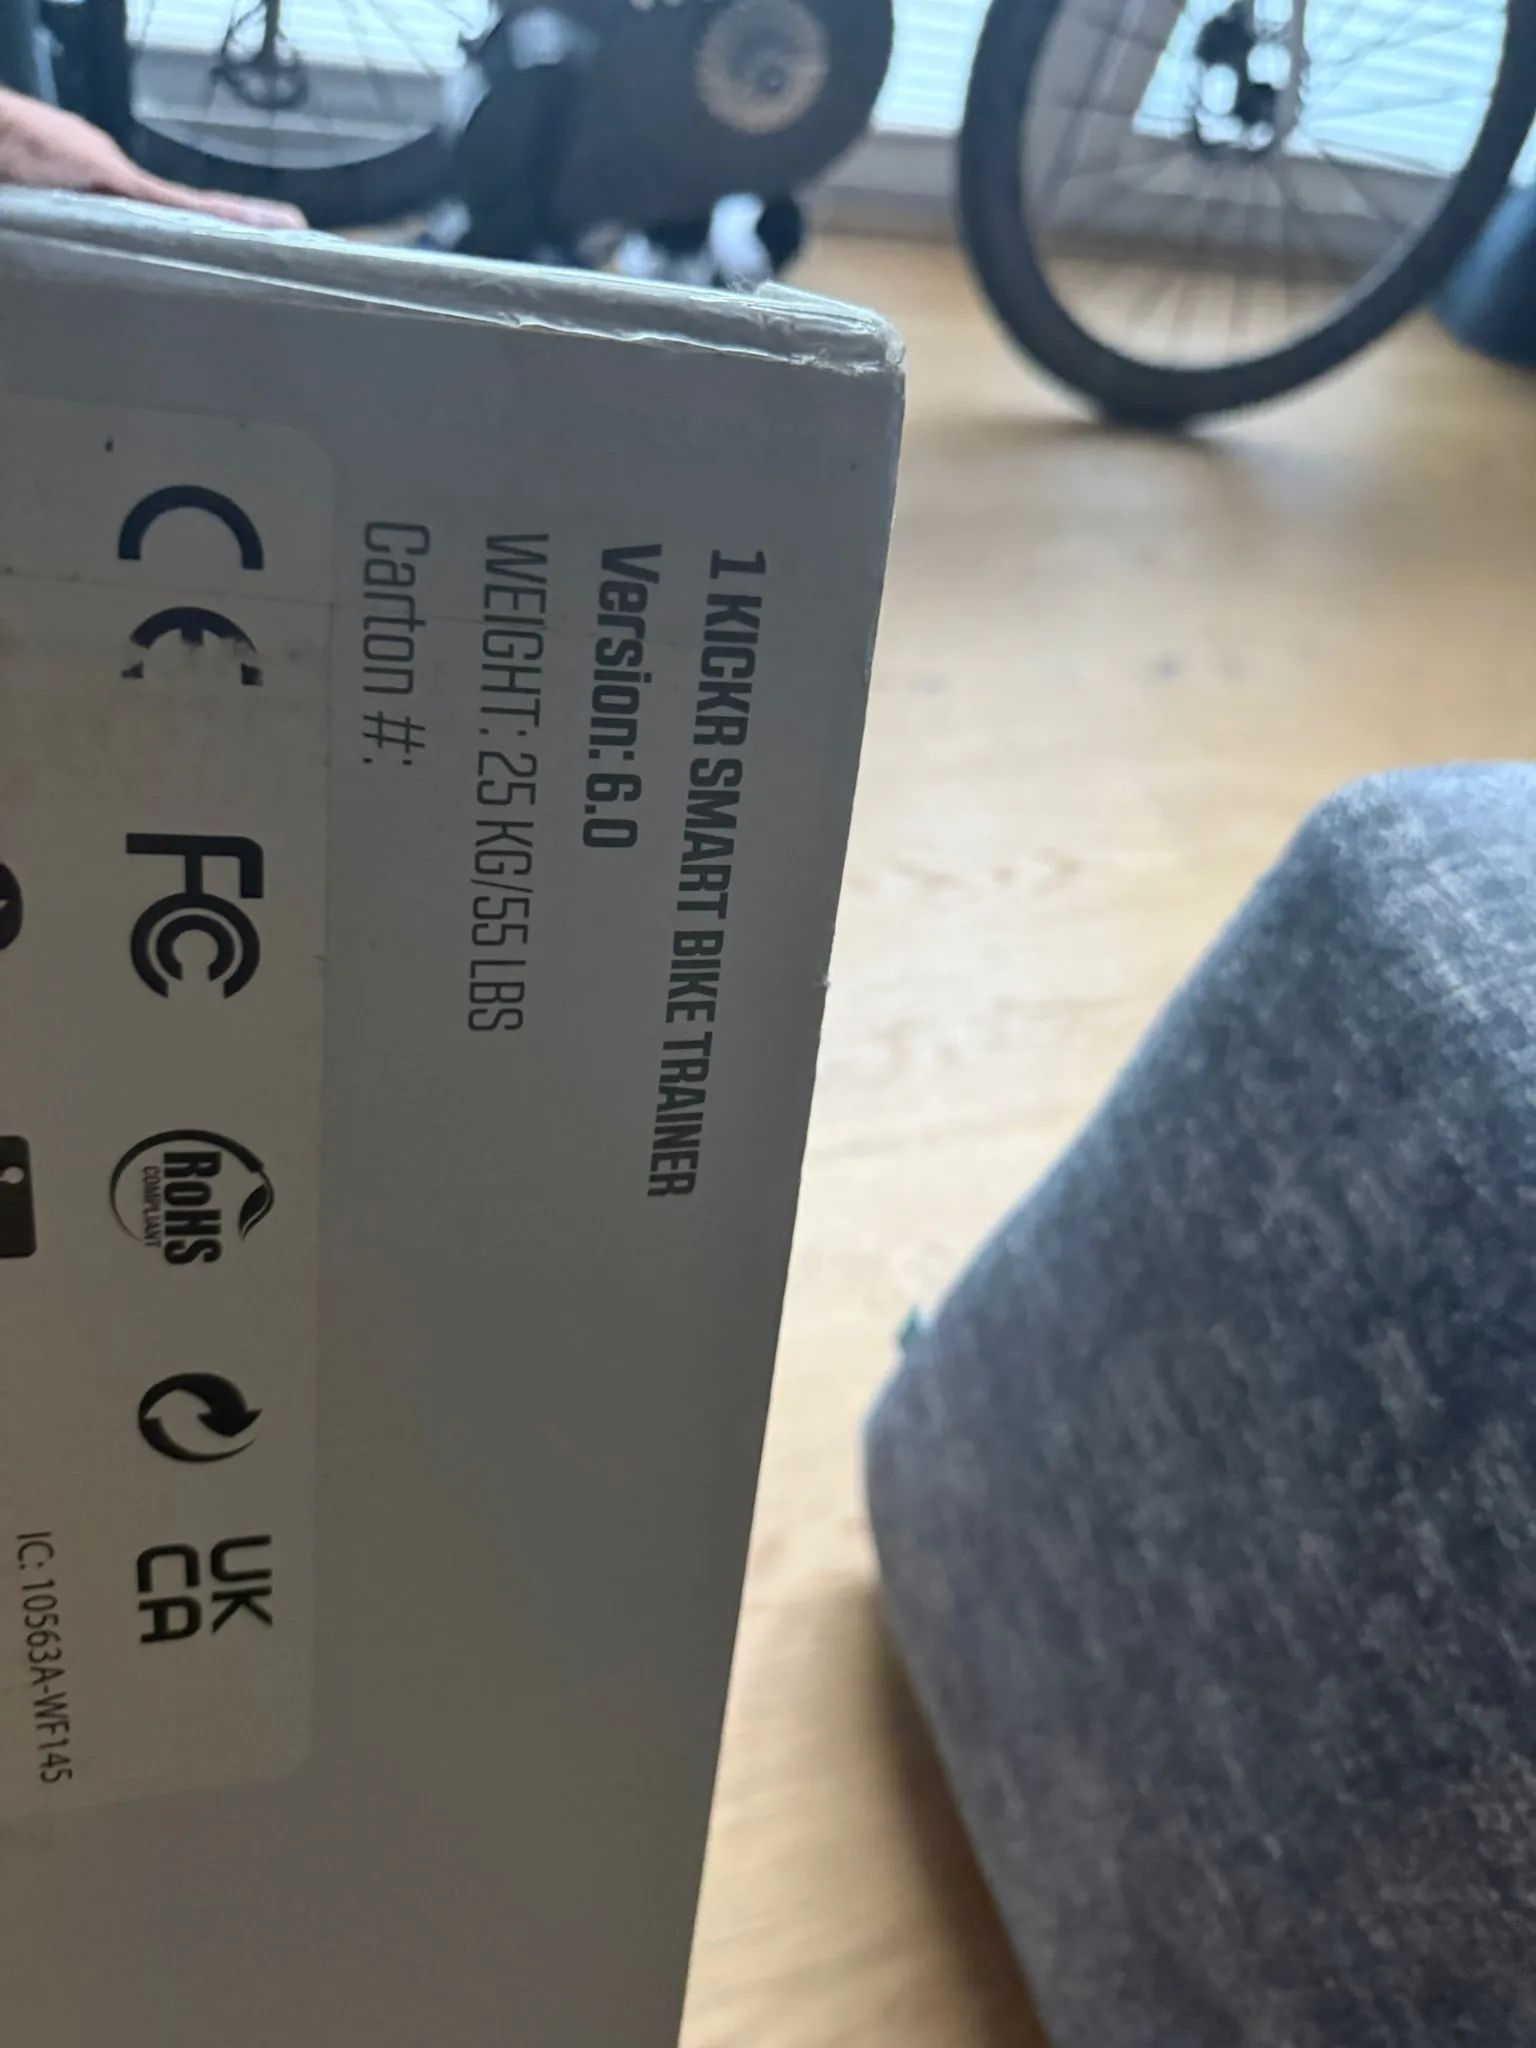 1 KICKR SMART BIKE TRAINER
Version: 6.0
WEIGHT: 25 KG/55 LBS
Carton #:
CE FC RoHS COMPLIANT UK CA
IC: 10563A-WF145